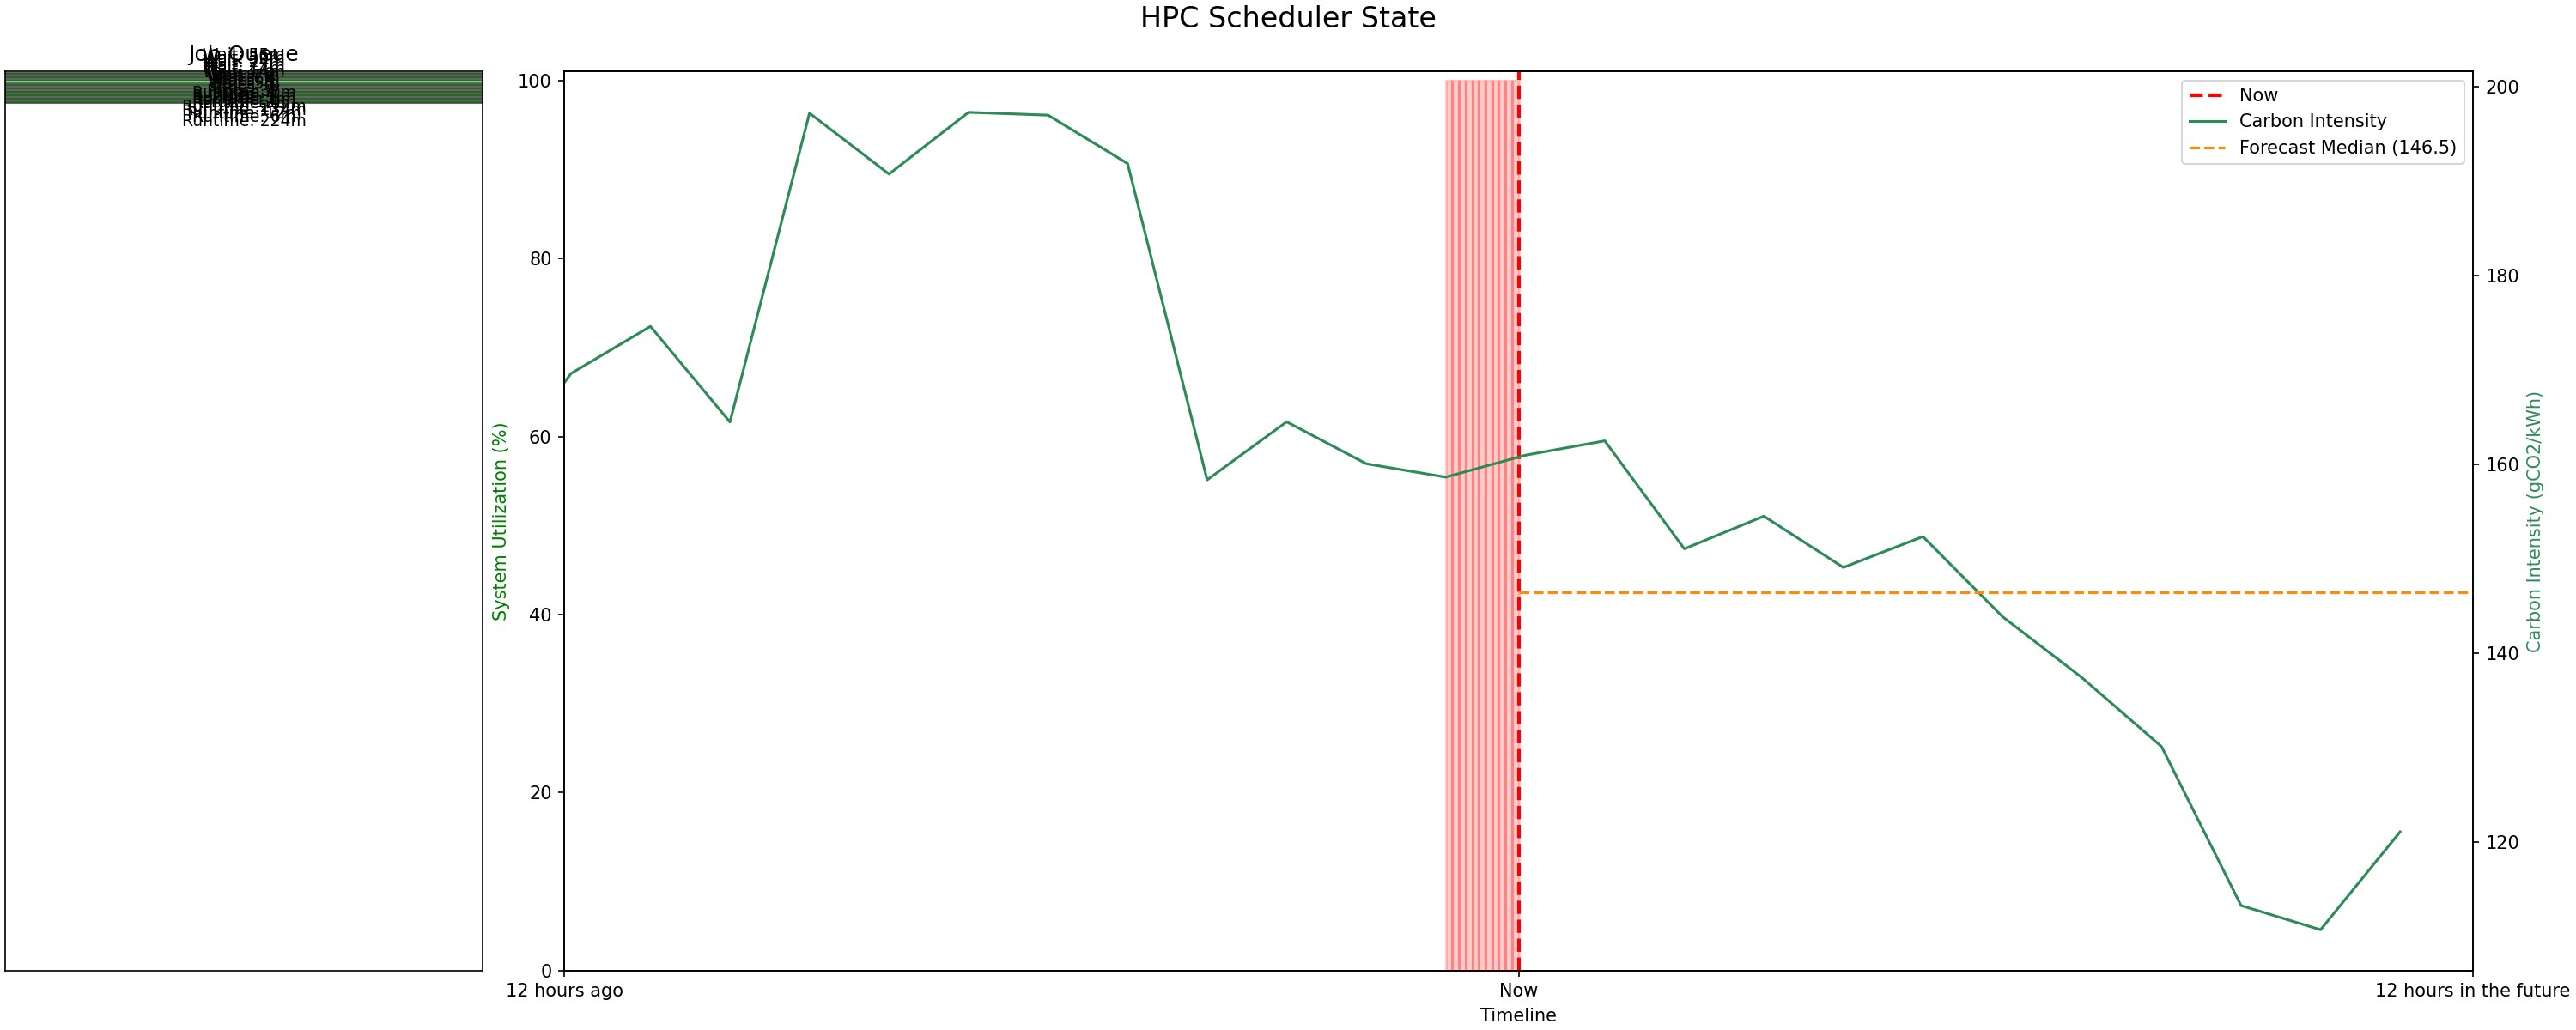 HPC Scheduler State
Job Queue
Runtime: 224m
System Utilization (%)
100
80
60
40
20
0
12 hours ago
Now
12 hours in the future
Timeline
200
180
160
140
120
Carbon Intensity (gCO2/kWh)
Now
Carbon Intensity
Forecast Median (146.5)